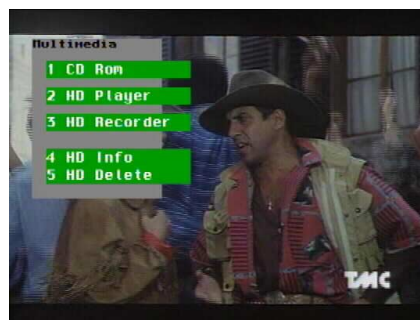 Multimedia
1 CD Rom
2 HD Player
3 HD Recorder
4 HD Info
5 HD Delete
TMC